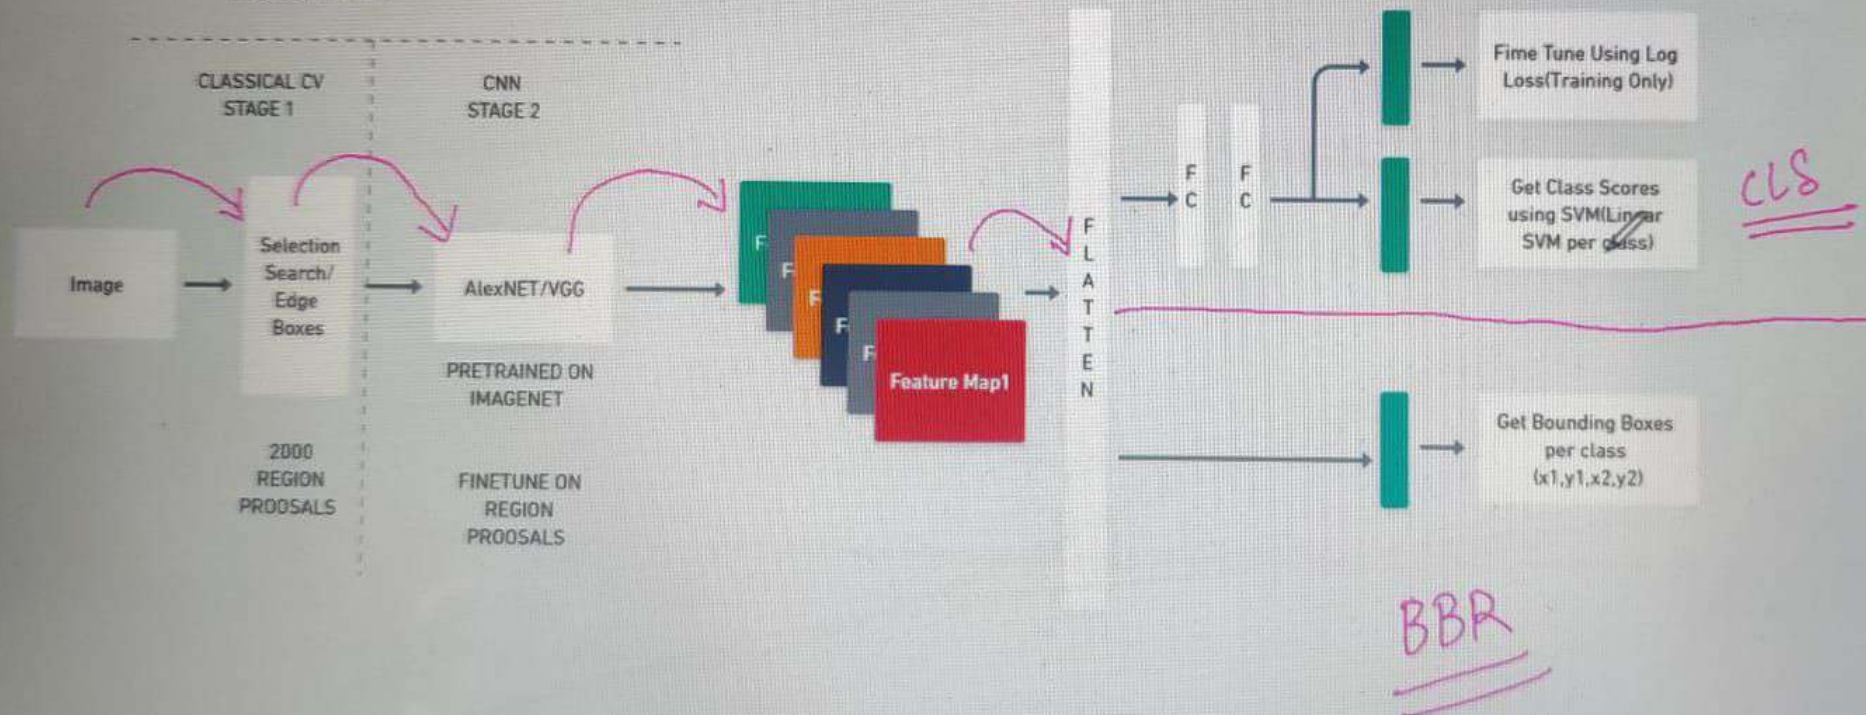 CLASSICAL CV
STAGE 1
CNN
STAGE 2
Image
Selection
Search/
Edge
Boxes
2000
REGION
PROOSALS
AlexNET/VGG
PRETRAINED ON
IMAGENET
FINETUNE ON
REGION
PROOSALS
F
F
F
F
F
Feature Map1
F
L
A
T
T
E
N
F
C
F
C
Fime Tune Using Log
Loss(Training Only)
Get Class Scores
using SVM(Linear
SVM per class)
CLS
Get Bounding Boxes
per class
(x1,y1,x2,y2)
BBR